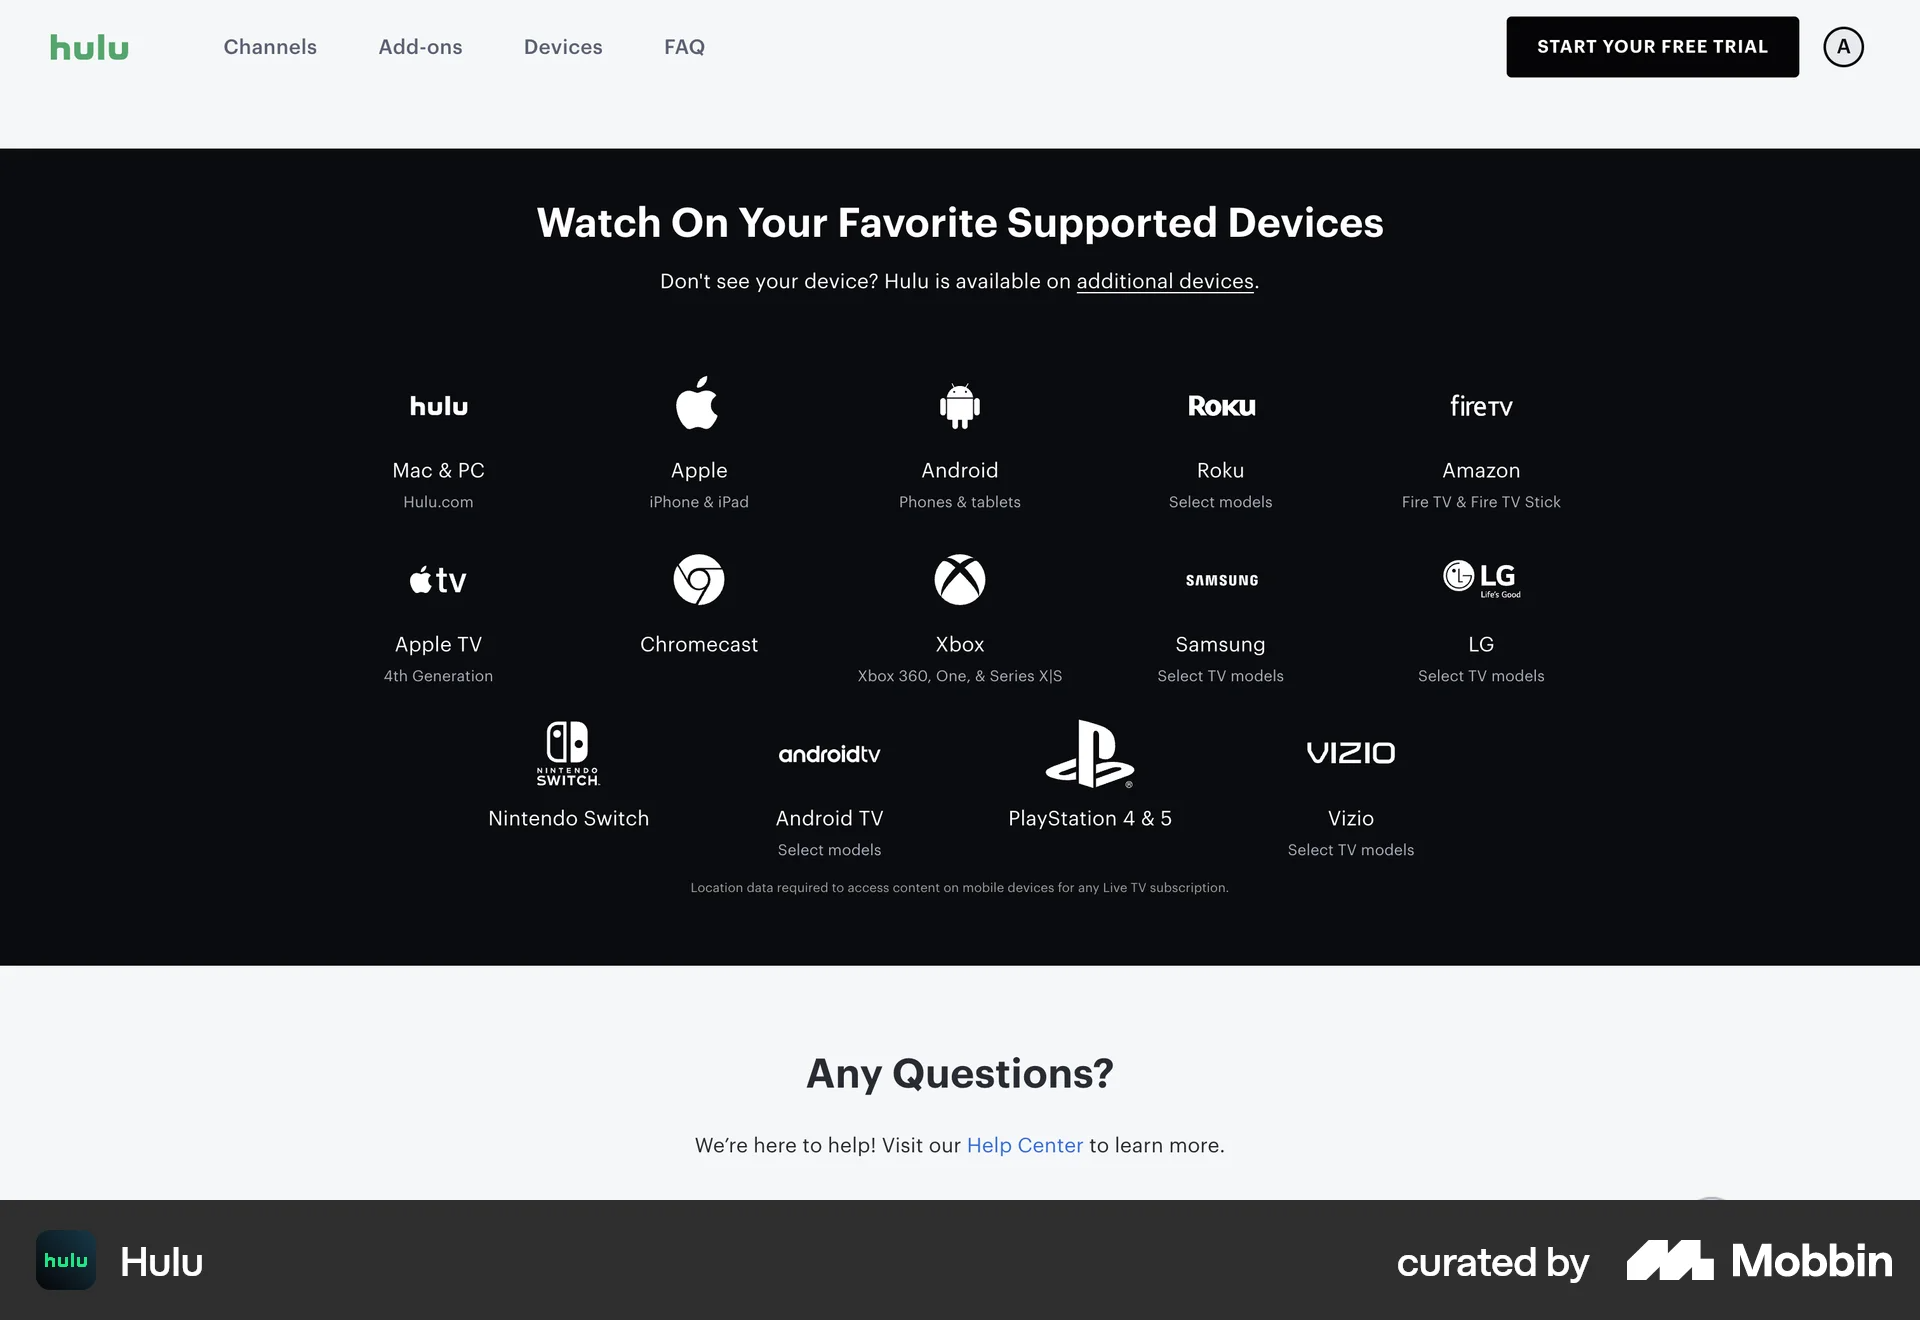 hulu
Channels
Add-ons
Devices
FAQ
START YOUR FREE TRIAL
A
Watch On Your Favorite Supported Devices
Don't see your device? Hulu is available on additional devices.
hulu
Mac & PC
Hulu.com
Apple
iPhone & iPad
Android
Phones & tablets
ROKU
Roku
Select models
fireTV
Amazon
Fire TV & Fire TV Stick
tv
Apple TV
4th Generation
Chromecast
Xbox
Xbox 360, One, & Series X|S
SAMSUNG
Samsung
Select TV models
LG
Life's Good
LG
Select TV models
NINTENDO
SWITCH
Nintendo Switch
androidtv
Android TV
Select models
PlayStation 4 & 5
VIZIO
Vizio
Select TV models
Location data required to access content on mobile devices for any Live TV subscription.
Any Questions?
We’re here to help! Visit our Help Center to learn more.
hulu
Hulu
curated by
Mobbin